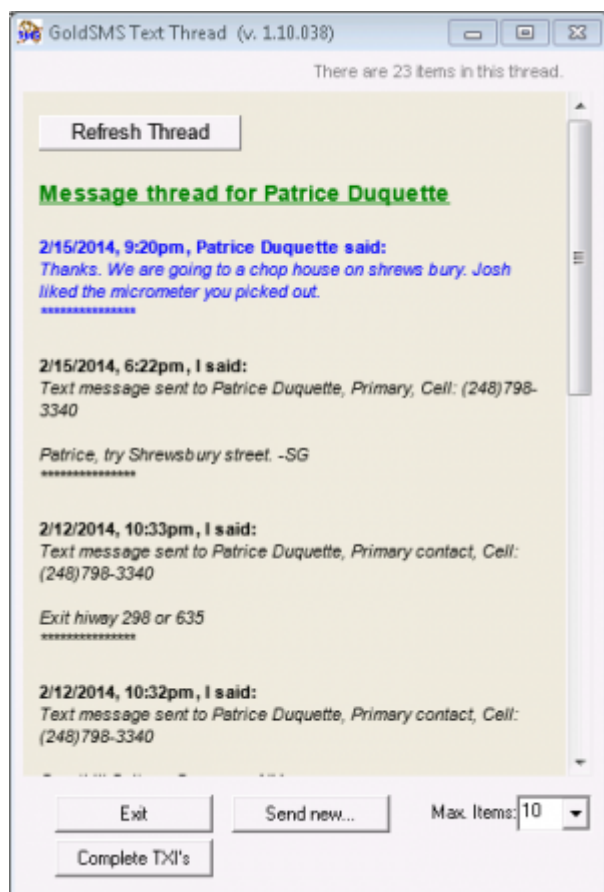 GoldSMS Text Thread (v. 1.10.038)
There are 23 items in this thread.
Refresh Thread
Message thread for Patrice Duquette
2/15/2014, 9:20pm, Patrice Duquette said:
Thanks. We are going to a chop house on shrews bury. Josh
liked the micrometer you picked out.
***************
2/15/2014, 6:22pm, I said:
Text message sent to Patrice Duquette, Primary, Cell: (248)798-
3340
Patrice, try Shrewsbury street. -SG
***************
2/12/2014, 10:33pm, I said:
Text message sent to Patrice Duquette, Primary contact, Cell:
(248)798-3340
Exit hiway 298 or 635
***************
2/12/2014, 10:32pm, I said:
Text message sent to Patrice Duquette, Primary contact, Cell:
(248)798-3340
Exit
Send new...
Max. Items: 10
Complete TXI's